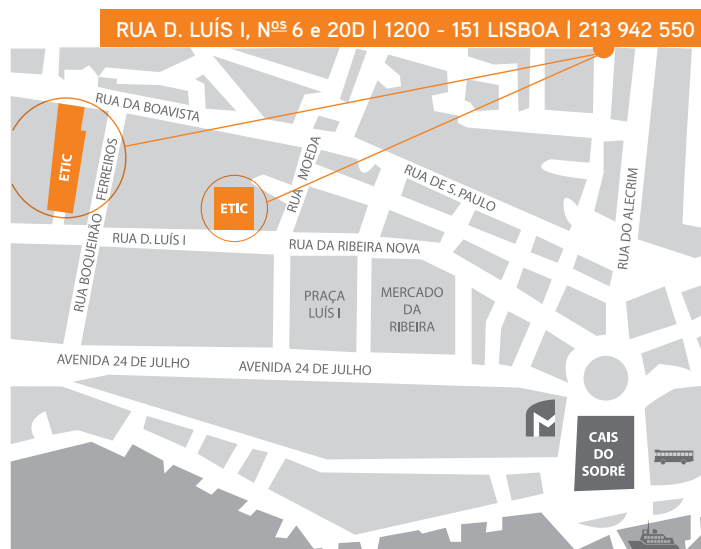 RUA D. LUÍS I, Nºˢ 6 e 20D | 1200 - 151 LISBOA | 213 942 550
RUA DA BOAVISTA
ETIC
RUA BOQUEIRÃO FERREIROS
RUA MOEDA
RUA DE S. PAULO
RUA DO ALECRIM
ETIC
RUA D. LUÍS I
RUA DA RIBEIRA NOVA
PRAÇA
LUÍS I
MERCADO
DA
RIBEIRA
AVENIDA 24 DE JULHO
AVENIDA 24 DE JULHO
M
CAIS
DO
SODRÉ